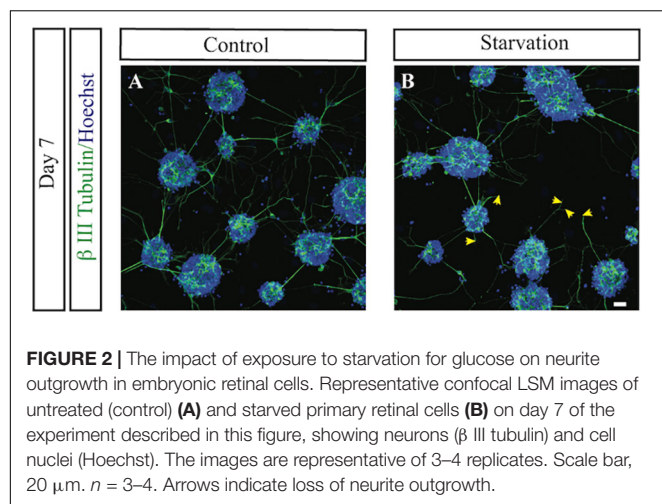 Control
Starvation
Day 7
β III Tubulin/Hoechst
A
B
FIGURE 2 | The impact of exposure to starvation for glucose on neurite
outgrowth in embryonic retinal cells. Representative confocal LSM images of
untreated (control) (A) and starved primary retinal cells (B) on day 7 of the
experiment described in this figure, showing neurons (β III tubulin) and cell
nuclei (Hoechst). The images are representative of 3–4 replicates. Scale bar,
20 μm. n = 3–4. Arrows indicate loss of neurite outgrowth.